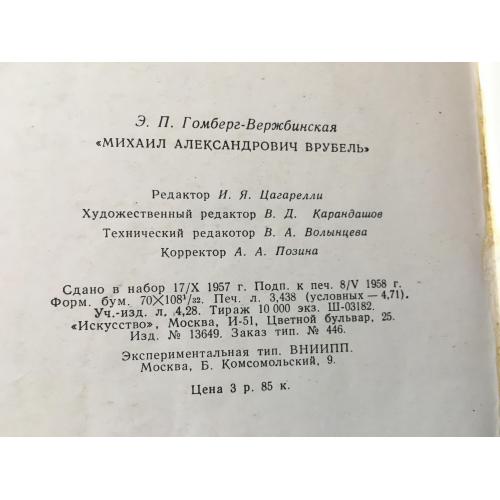 Э. П. Гомберг-Вержбинская
«МИХАИЛ АЛЕКСАНДРОВИЧ ВРУБЕЛЬ»
Редактор И. Я. Цагарелли
Художественный редактор В. Д. Карандашов
Технический редактор В. А. Волынцева
Корректор А. А. Позина
Сдано в набор 17/X 1957 г. Подп. к печ. 8/V 1958 г.
Форм. бум. 70×108¹/₃₂. Печ. л. 3,438 (условных — 4,71).
Уч.-изд. л. 4,28. Тираж 10 000 экз. Ш-03182.
«Искусство», Москва, И-51, Цветной бульвар, 25.
Изд. № 13649. Заказ тип. № 446.
Экспериментальная тип. ВНИИПП.
Москва, Б. Комсомольский, 9.
Цена 3 р. 85 к.